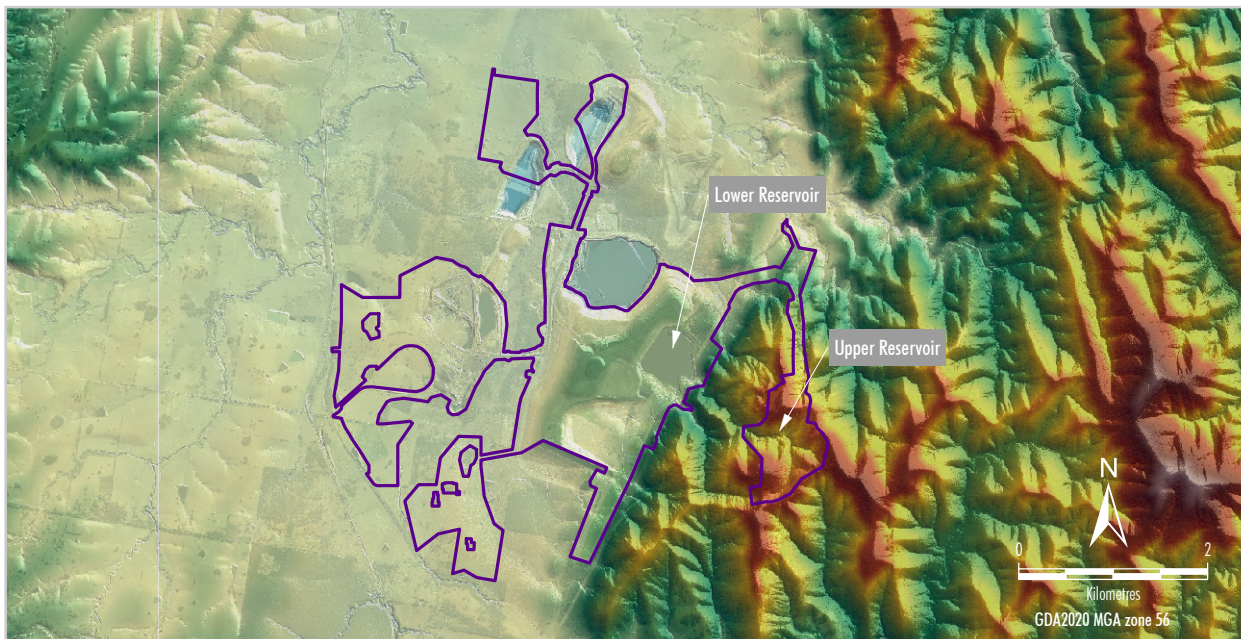 Lower Reservoir
Upper Reservoir
N
0 2
Kilometres
GDA2020 MGA zone 56